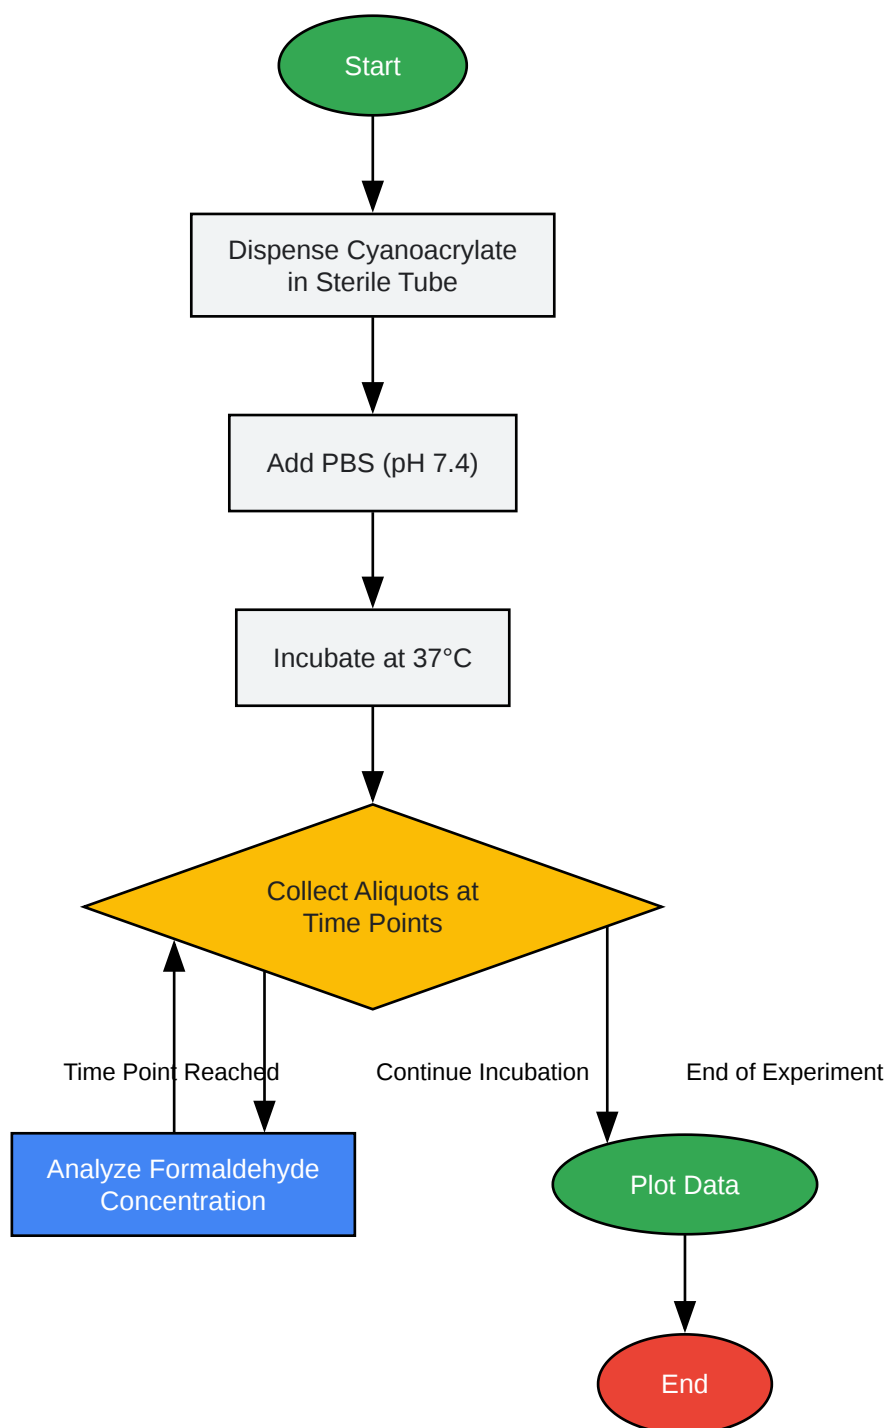 Start
Dispense Cyanoacrylate
in Sterile Tube
Add PBS (pH 7.4)
Incubate at 37°C
Collect Aliquots at
Time Points
Time Point Reached
Continue Incubation
End of Experiment
Analyze Formaldehyde
Concentration
Plot Data
End